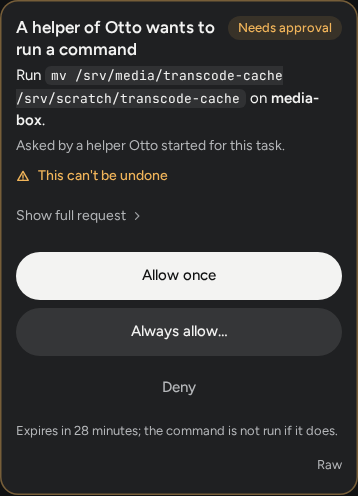 A helper of Otto wants to
run a command
Needs approval
Run mv /srv/media/transcode-cache
/srv/scratch/transcode-cache on media-
box.
Asked by a helper Otto started for this task.
This can't be undone
Show full request
Allow once
Always allow...
Deny
Expires in 28 minutes; the command is not run if it does.
Raw